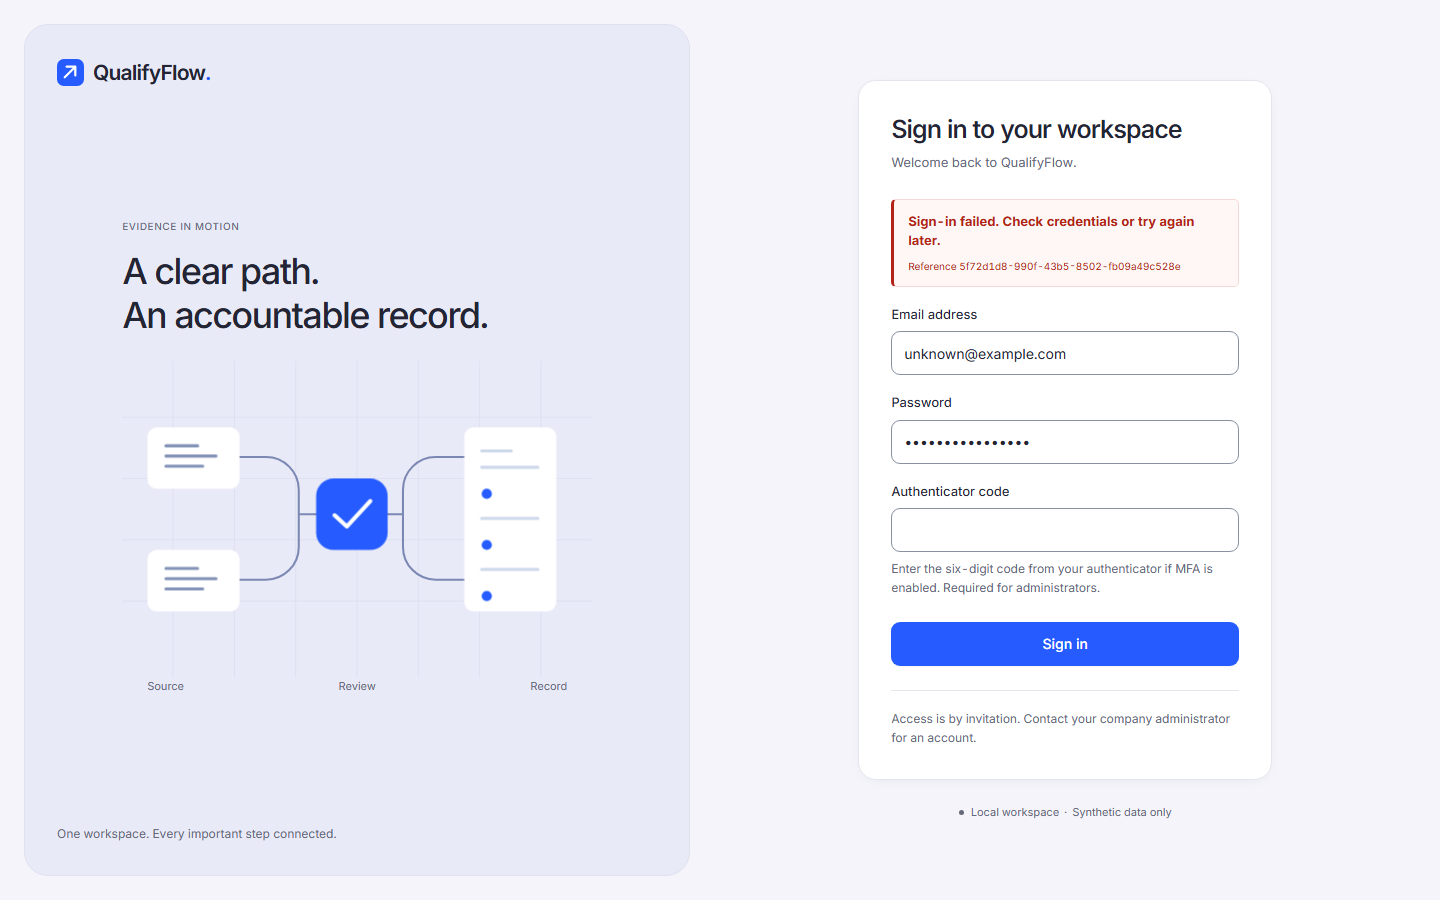 QualifyFlow.
EVIDENCE IN MOTION
A clear path.
An accountable record.
Source
Review
Record
One workspace. Every important step connected.
Sign in to your workspace
Welcome back to QualifyFlow.
Sign-in failed. Check credentials or try again
later.
Reference 5f72d1d8-990f-43b5-8502-fb09a49c528e
Email address
unknown@example.com
Password
••••••••••••••••
Authenticator code
Enter the six-digit code from your authenticator if MFA is
enabled. Required for administrators.
Sign in
Access is by invitation. Contact your company administrator
for an account.
Local workspace · Synthetic data only